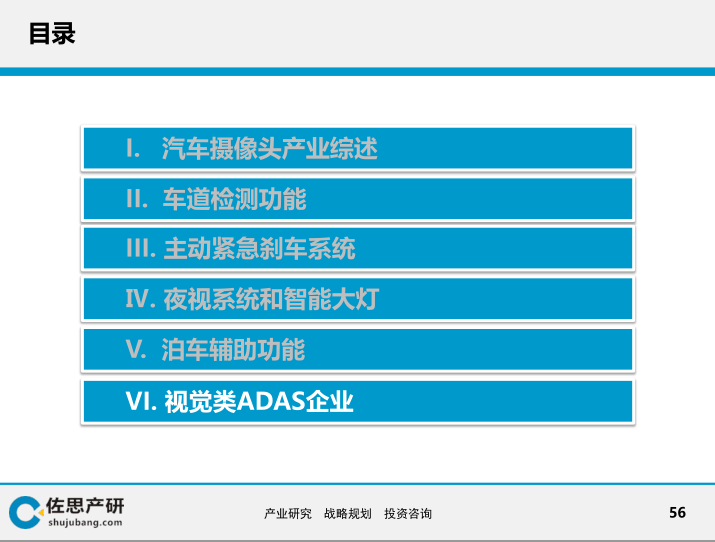 目录
I. 汽车摄像头产业综述
II. 车道检测功能
III. 主动紧急刹车系统
IV. 夜视系统和智能大灯
V. 泊车辅助功能
VI. 视觉类ADAS企业
佐思产研
shujubang.com
产业研究 战略规划 投资咨询
56